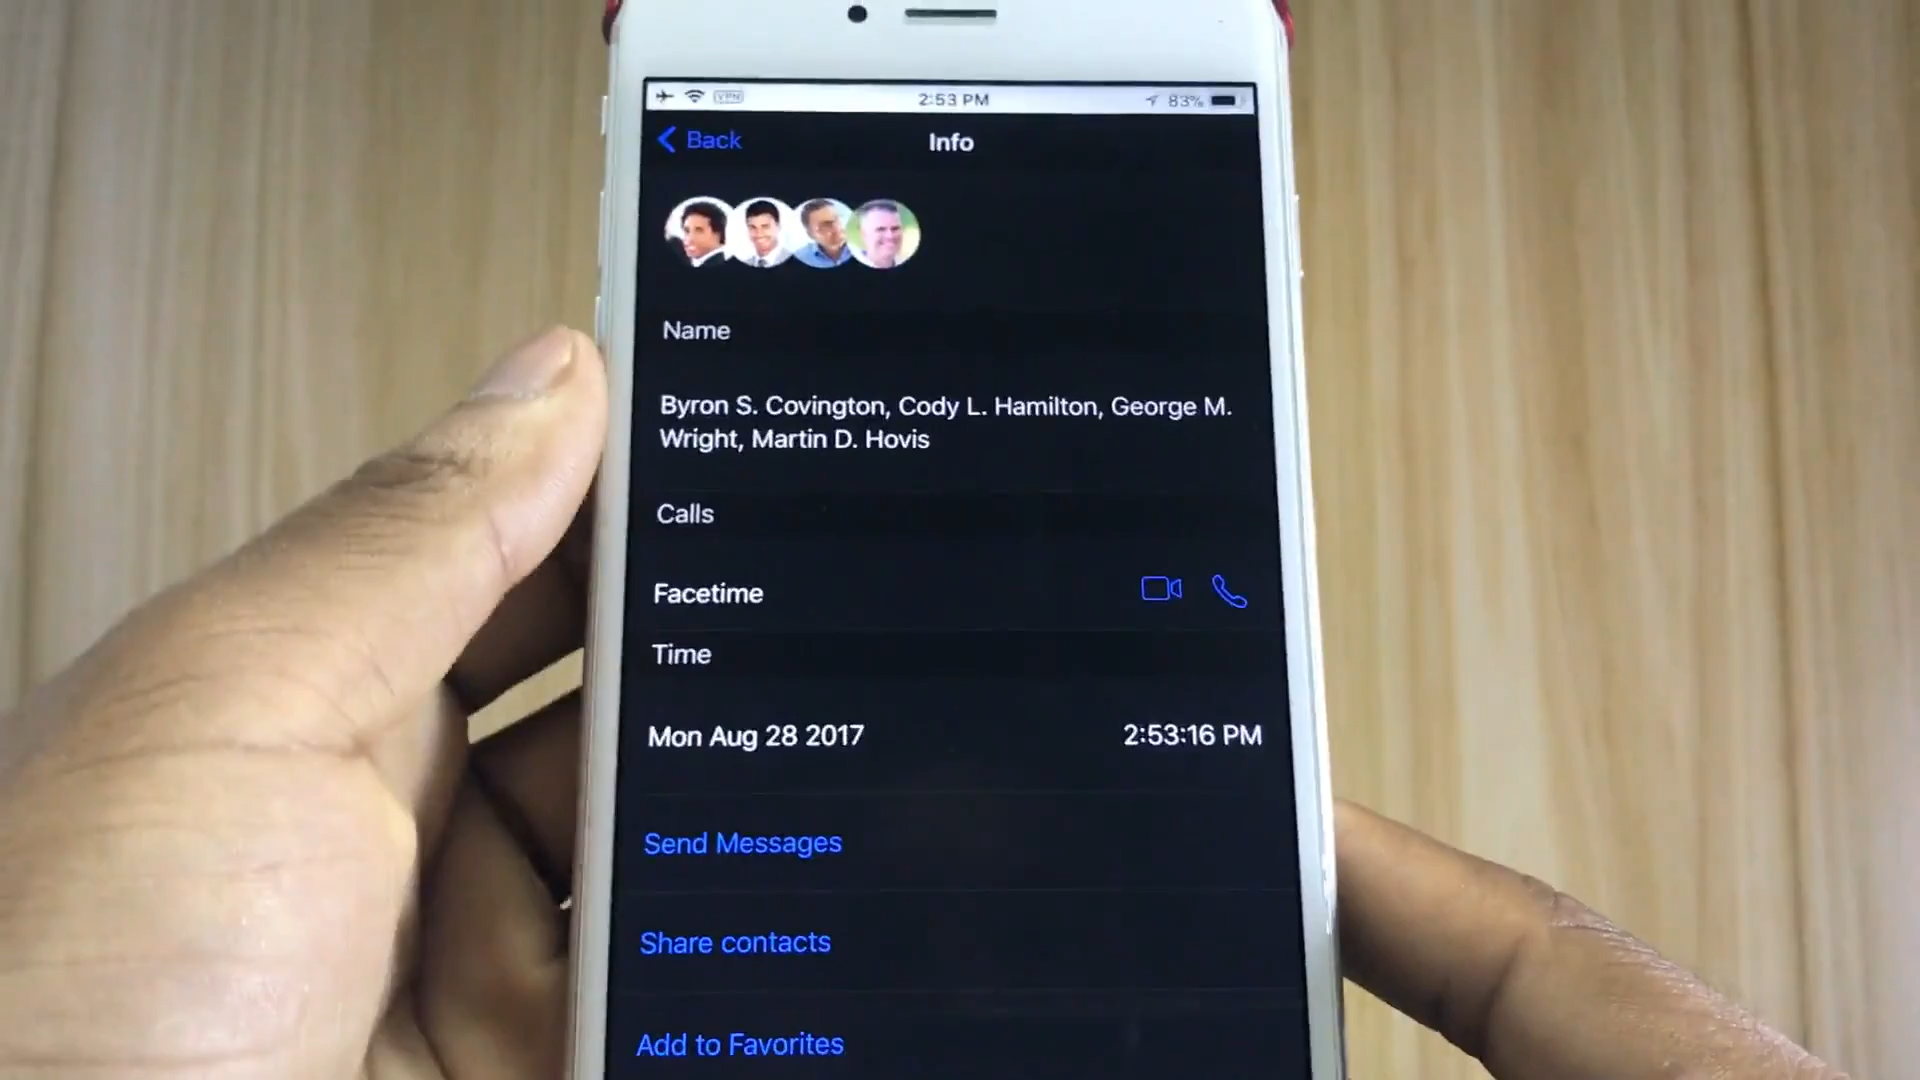 VPN 2:53 PM 83%
Back Info
Name
Byron S. Covington, Cody L. Hamilton, George M.
Wright, Martin D. Hovis
Calls
Facetime
Time
Mon Aug 28 2017 2:53:16 PM
Send Messages
Share contacts
Add to Favorites